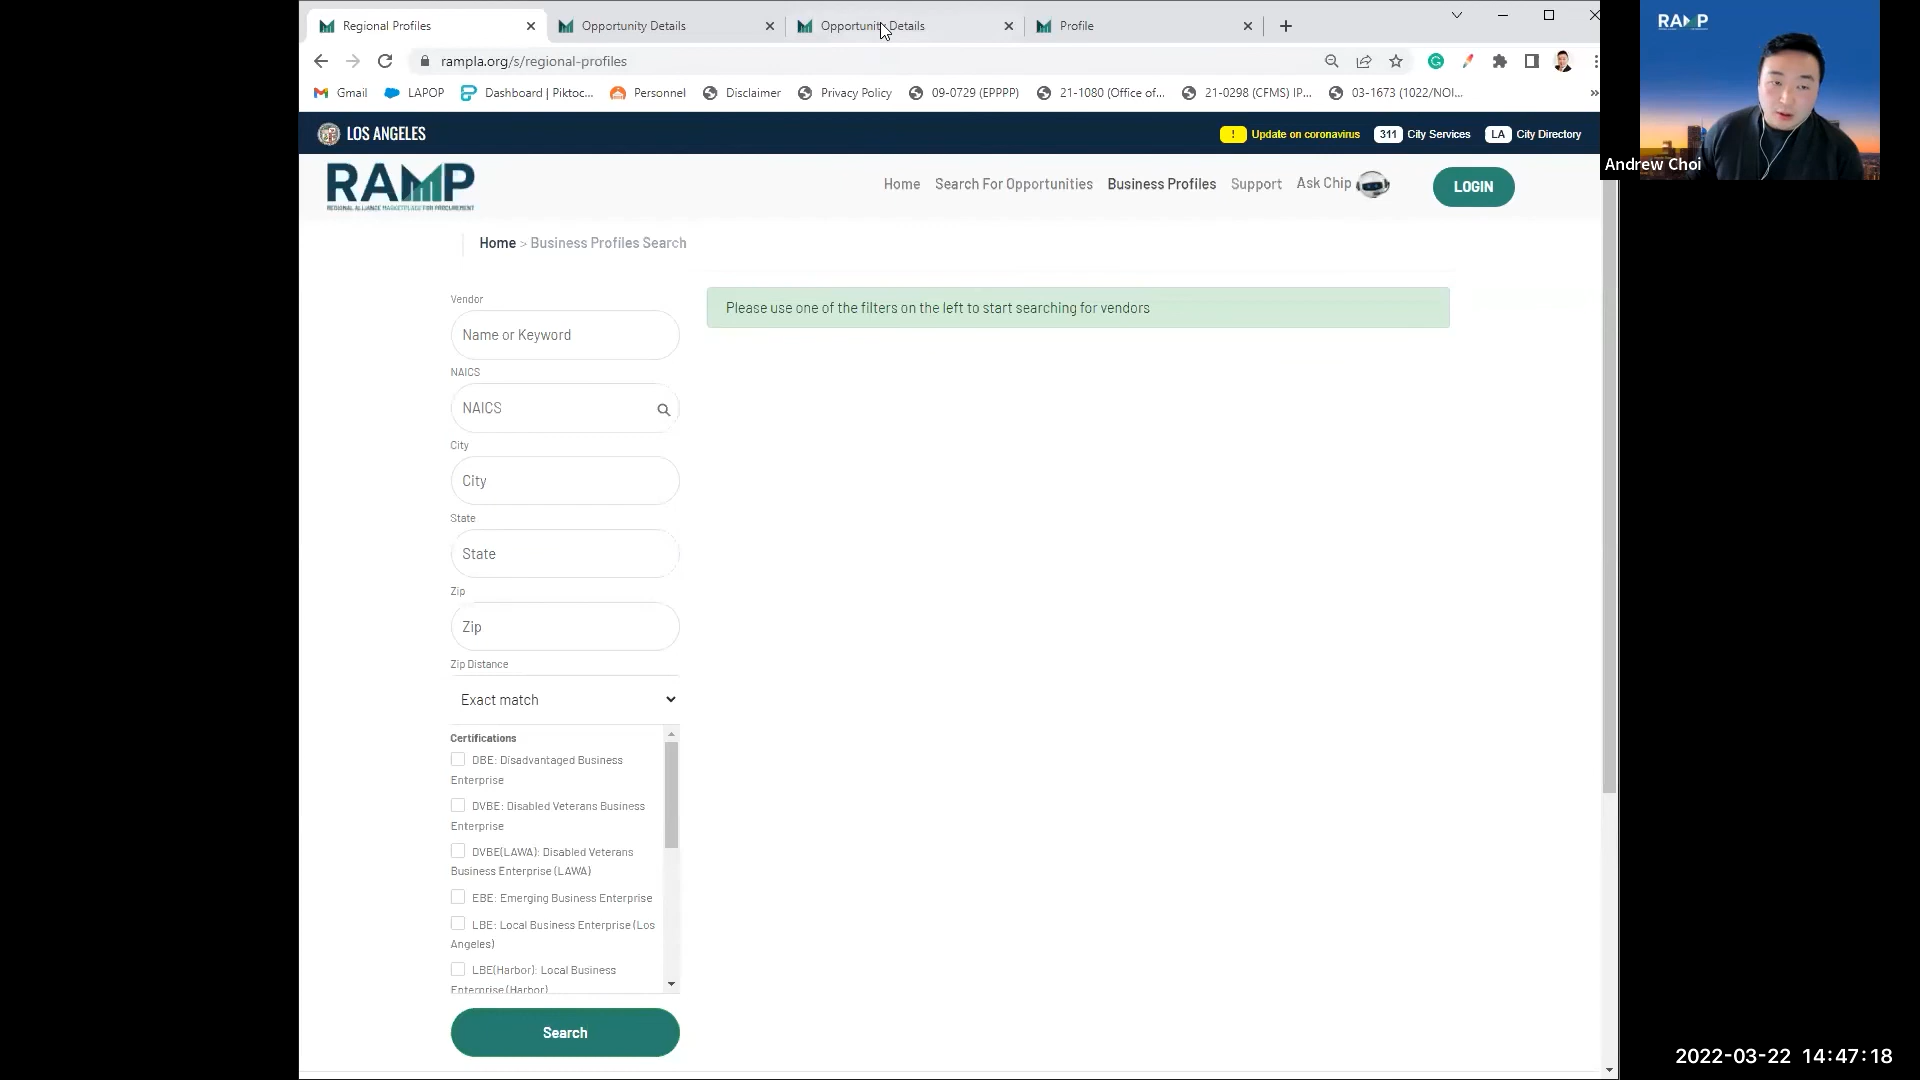 Regional Profiles
Opportunity Details
Opportunity Details
Profile
rampla.org/s/regional-profiles
Gmail
LAPOP
Dashboard | Piktoc...
Personnel
Disclaimer
Privacy Policy
09-0729 (EPPPP)
21-1080 (Office of...
21-0298 (CFMS) IP...
03-1673 (1022/NOI...
LOS ANGELES
! Update on coronavirus
311 City Services
LA City Directory
RAMP
REGIONAL ALLIANCE MARKETPLACE FOR PROCUREMENT
Home
Search For Opportunities
Business Profiles
Support
Ask Chip
LOGIN
Home > Business Profiles Search
Vendor
Name or Keyword
NAICS
NAICS
City
City
State
State
Zip
Zip
Zip Distance
Exact match
Certifications
DBE: Disadvantaged Business
Enterprise
DVBE: Disabled Veterans Business
Enterprise
DVBE(LAWA): Disabled Veterans
Business Enterprise (LAWA)
EBE: Emerging Business Enterprise
LBE: Local Business Enterprise (Los
Angeles)
LBE(Harbor): Local Business
Enterprise (Harbor)
Search
Please use one of the filters on the left to start searching for vendors
RAMP
Andrew Choi
2022-03-22 14:47:18